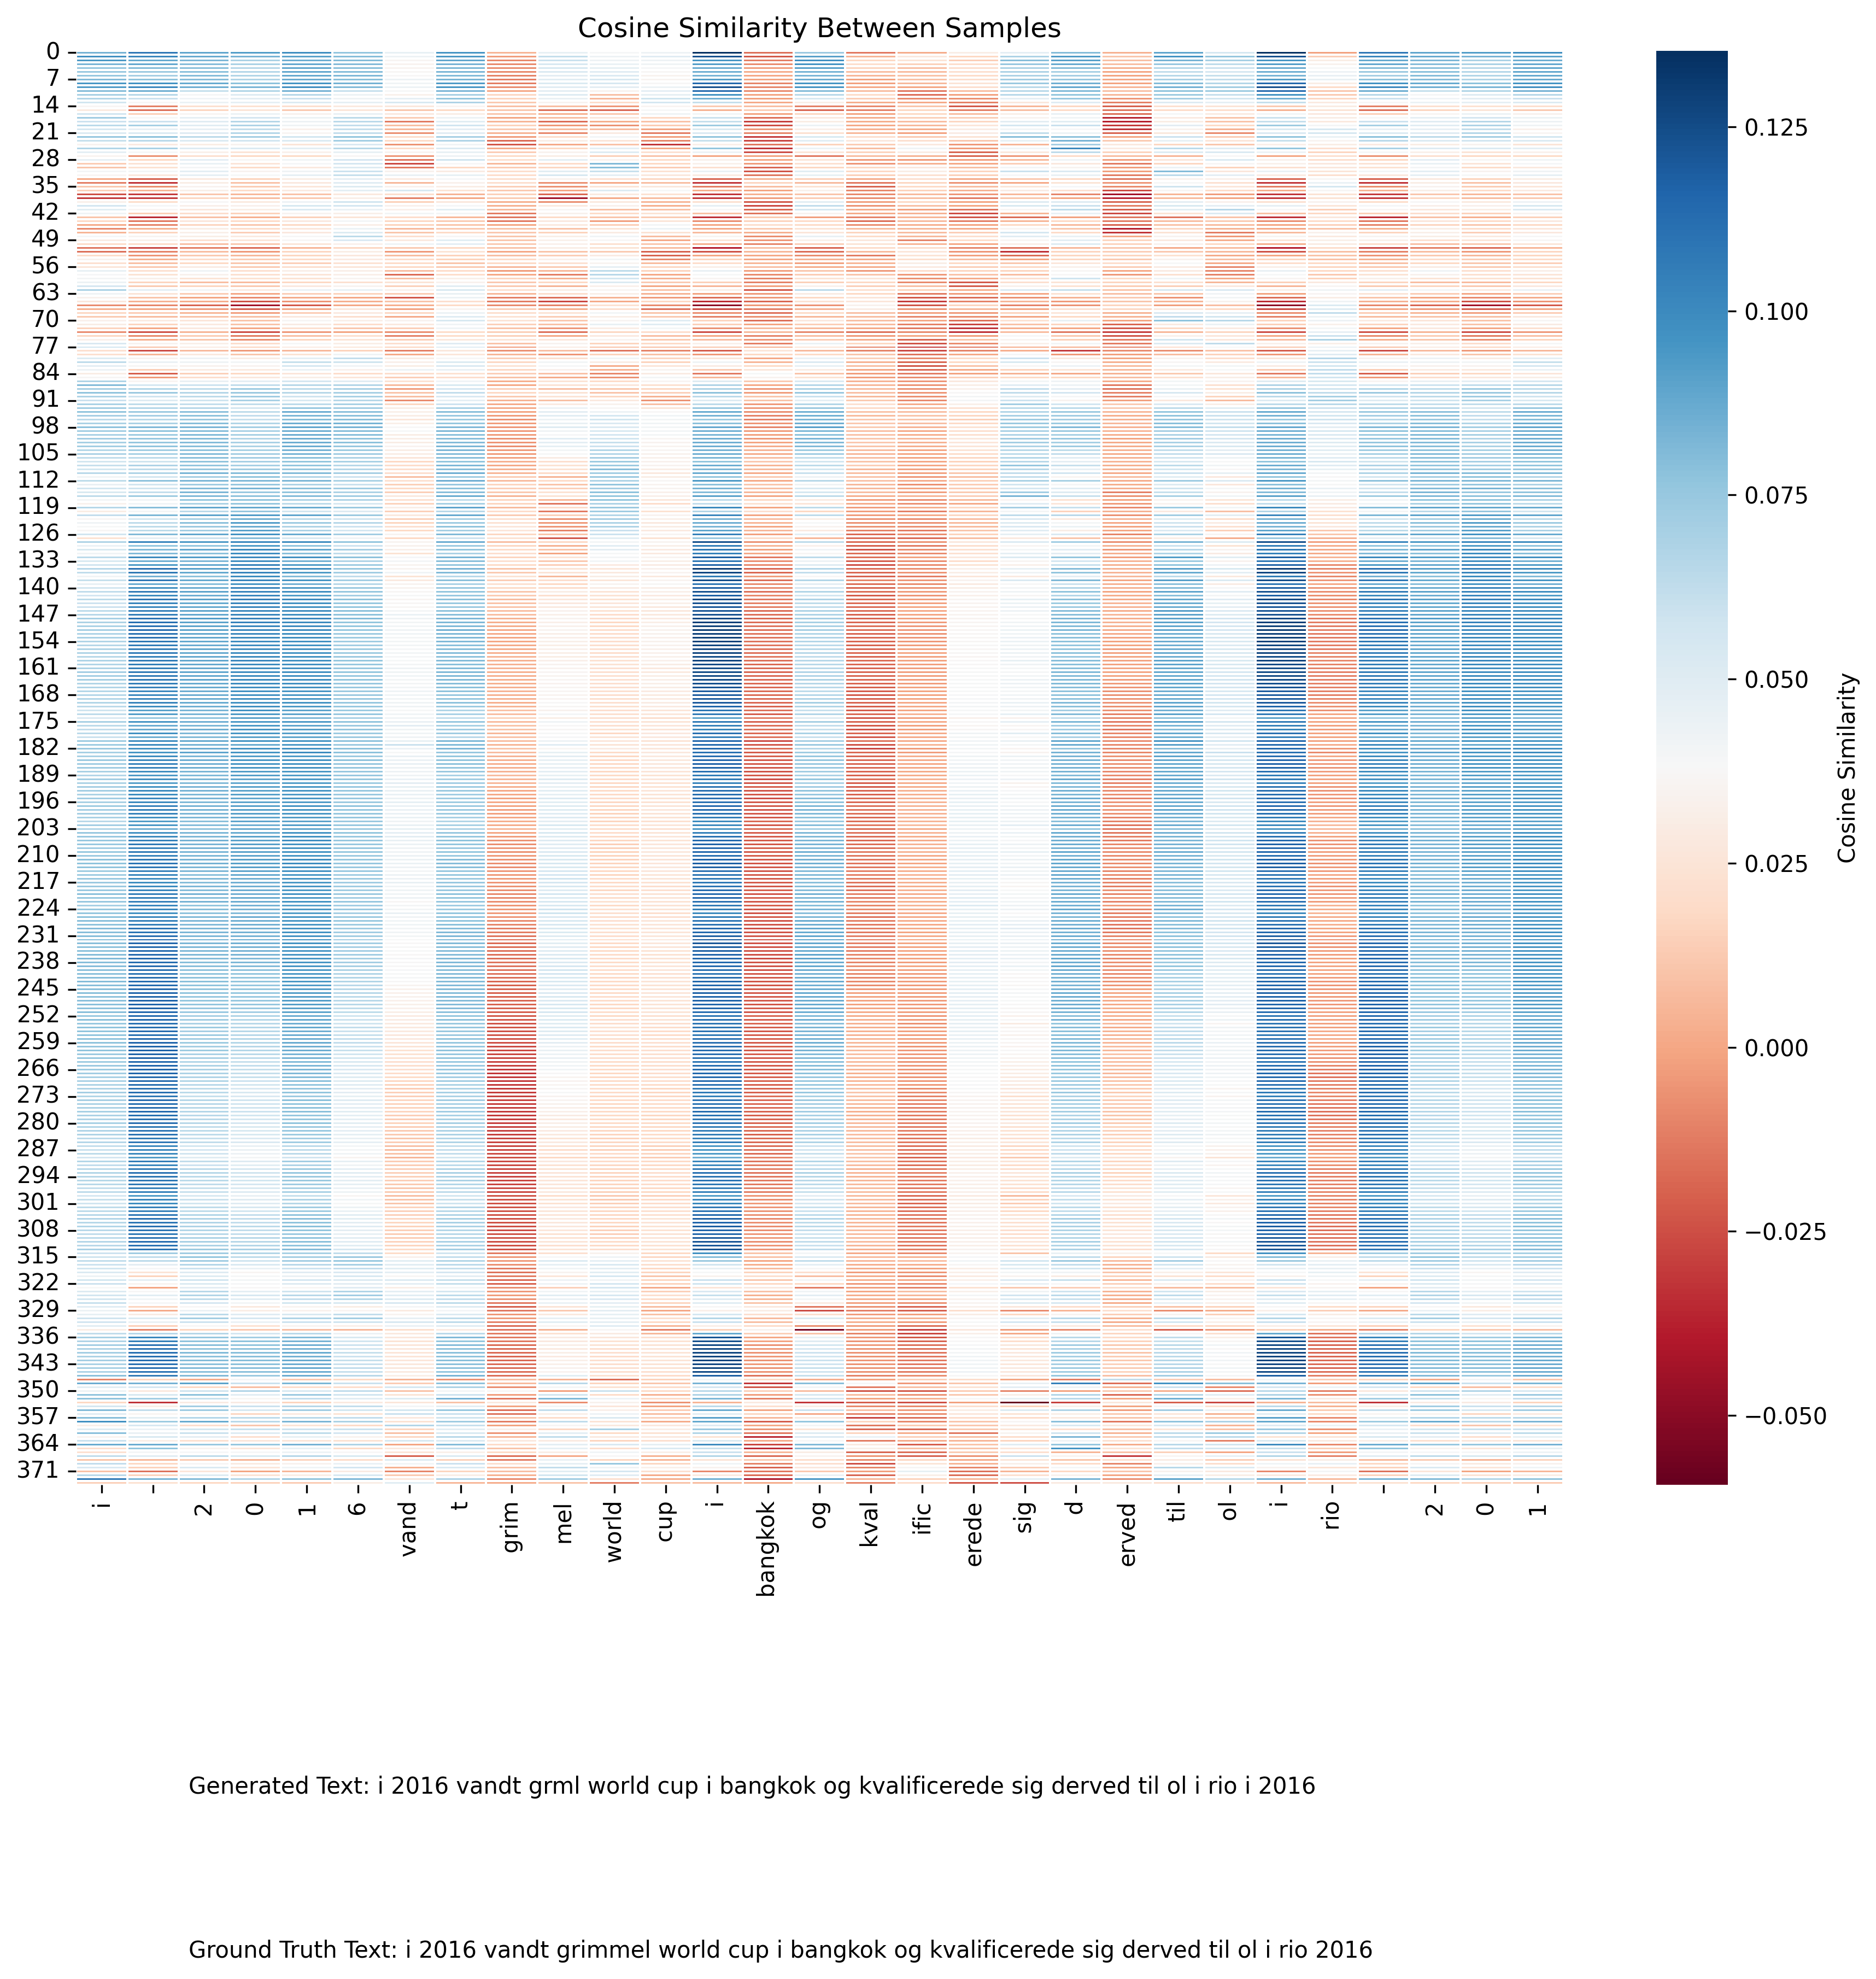 Cosine Similarity Between Samples
0
7
14
21
28
35
42
49
56
63
70
77
84
91
98
105
112
119
126
133
140
147
154
161
168
175
182
189
196
203
210
217
224
231
238
245
252
259
266
273
280
287
294
301
308
315
322
329
336
343
350
357
364
371
i
2
0
1
6
vand
t
grim
mel
world
cup
i
bangkok
og
kval
ific
erede
sig
d
erved
til
ol
i
rio
2
0
1
0.125
0.100
0.075
0.050
0.025
0.000
−0.025
−0.050
Cosine Similarity
Generated Text: i 2016 vandt grml world cup i bangkok og kvalificerede sig derved til ol i rio i 2016
Ground Truth Text: i 2016 vandt grimmel world cup i bangkok og kvalificerede sig derved til ol i rio 2016